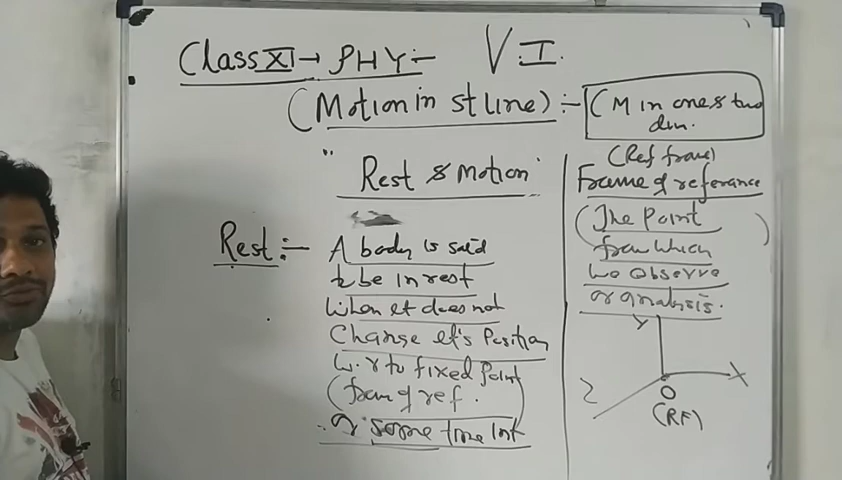 Class XI → PHY:- V.I.
(Motion in st line) :- (M in one & two
dim.
"Rest & Motion"
Rest :- A body is said
to be in rest
when it does not
Change it's Position
w.r to fixed point
(fram of ref.
or some time int
(Ref frame)
Frame of reference
(The Point
from which
we observe
or analysis.
Y
X
Z
O
(RF)